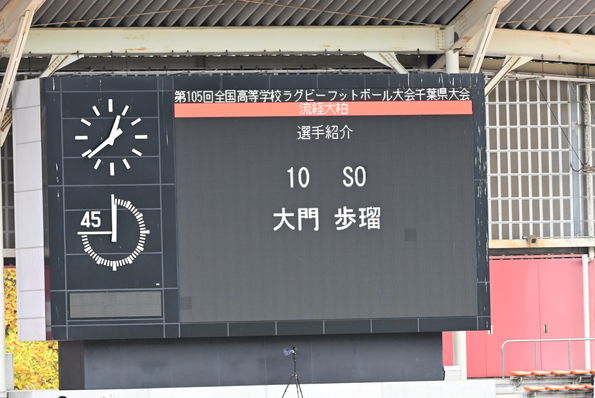 第105回全国高等学校ラグビーフットボール大会千葉県大会
流経大柏
選手紹介
10 SO
大門 歩瑠
45